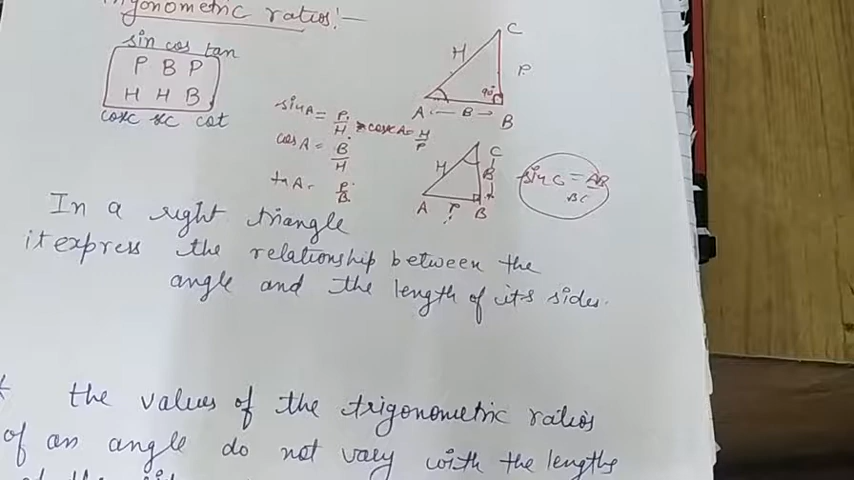 Trigonometric ratios:-
sin cos tan
P B P
H H B
cosec sec cot
sinA = P/H cosecA = H/P
cosA = B/H
tanA = P/B
C
H
P
90°
A B B
C
H
B
A P B
sin C = AB
BC
In a right triangle
it express the relationship between the
angle and the length of its sides.
the values of the trigonometric ratios
of an angle do not vary with the lengths